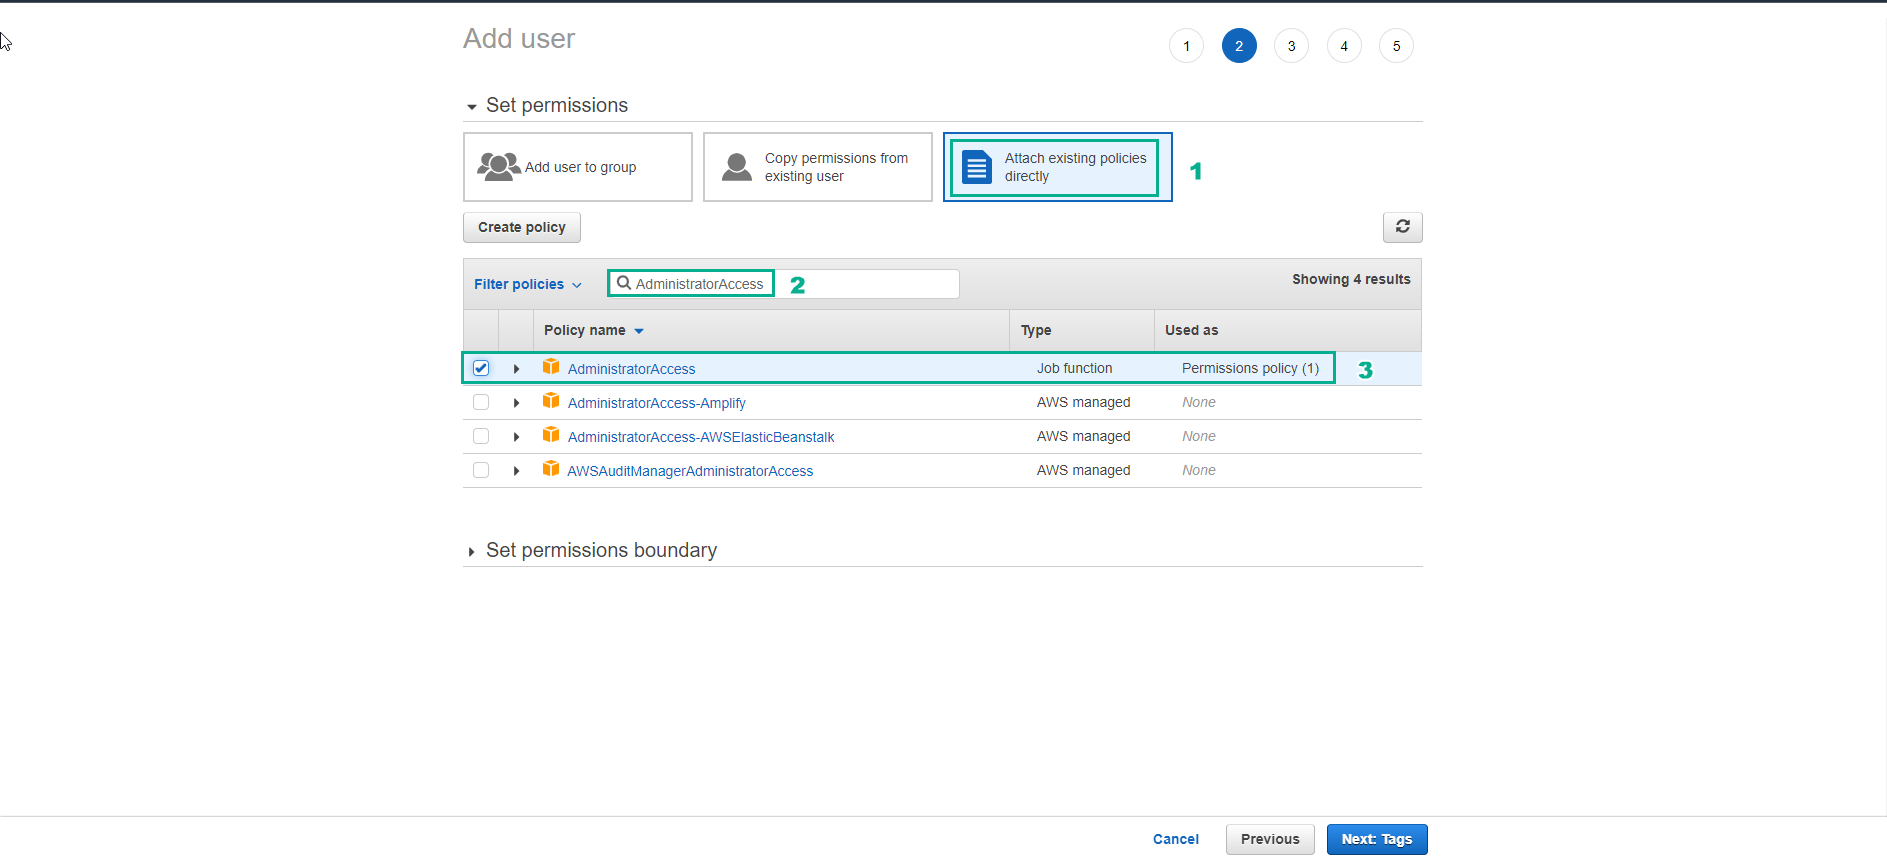 Add user
1 2 3 4 5
Set permissions
Add user to group
Copy permissions from
existing user
Attach existing policies
directly
1
Create policy
Filter policies
AdministratorAccess
2
Showing 4 results
Policy name Type Used as
AdministratorAccess Job function Permissions policy (1) 3
AdministratorAccess-Amplify AWS managed None
AdministratorAccess-AWSElasticBeanstalk AWS managed None
AWSAuditManagerAdministratorAccess AWS managed None
Set permissions boundary
Cancel Previous Next: Tags